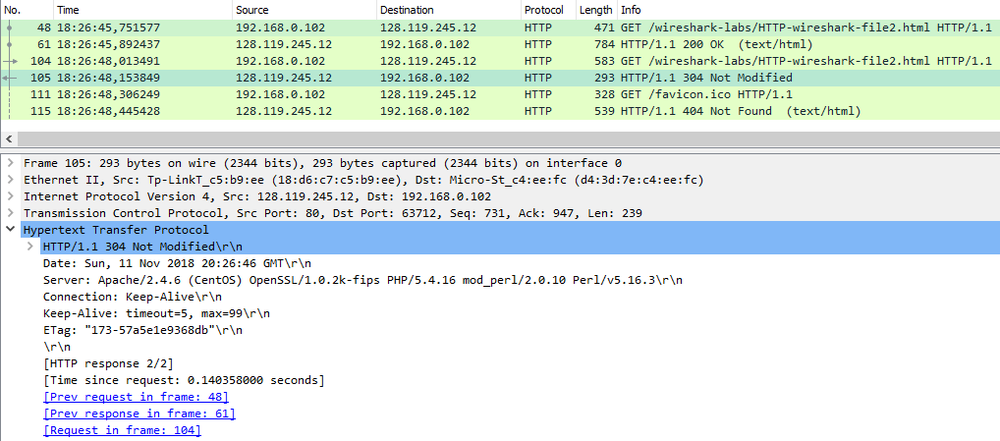 No. Time Source Destination Protocol Length Info
48 18:26:45,751577 192.168.0.102 128.119.245.12 HTTP 471 GET /wireshark-labs/HTTP-wireshark-file2.html HTTP/1.1
61 18:26:45,892437 128.119.245.12 192.168.0.102 HTTP 784 HTTP/1.1 200 OK  (text/html)
104 18:26:48,013491 192.168.0.102 128.119.245.12 HTTP 583 GET /wireshark-labs/HTTP-wireshark-file2.html HTTP/1.1
105 18:26:48,153849 128.119.245.12 192.168.0.102 HTTP 293 HTTP/1.1 304 Not Modified
111 18:26:48,306249 192.168.0.102 128.119.245.12 HTTP 328 GET /favicon.ico HTTP/1.1
115 18:26:48,445428 128.119.245.12 192.168.0.102 HTTP 539 HTTP/1.1 404 Not Found  (text/html)
Frame 105: 293 bytes on wire (2344 bits), 293 bytes captured (2344 bits) on interface 0
Ethernet II, Src: Tp-LinkT_c5:b9:ee (18:d6:c7:c5:b9:ee), Dst: Micro-St_c4:ee:fc (d4:3d:7e:c4:ee:fc)
Internet Protocol Version 4, Src: 128.119.245.12, Dst: 192.168.0.102
Transmission Control Protocol, Src Port: 80, Dst Port: 63712, Seq: 731, Ack: 947, Len: 239
Hypertext Transfer Protocol
HTTP/1.1 304 Not Modified\r\n
Date: Sun, 11 Nov 2018 20:26:46 GMT\r\n
Server: Apache/2.4.6 (CentOS) OpenSSL/1.0.2k-fips PHP/5.4.16 mod_perl/2.0.10 Perl/v5.16.3\r\n
Connection: Keep-Alive\r\n
Keep-Alive: timeout=5, max=99\r\n
ETag: "173-57a5e1e9368db"\r\n
\r\n
[HTTP response 2/2]
[Time since request: 0.140358000 seconds]
[Prev request in frame: 48]
[Prev response in frame: 61]
[Request in frame: 104]